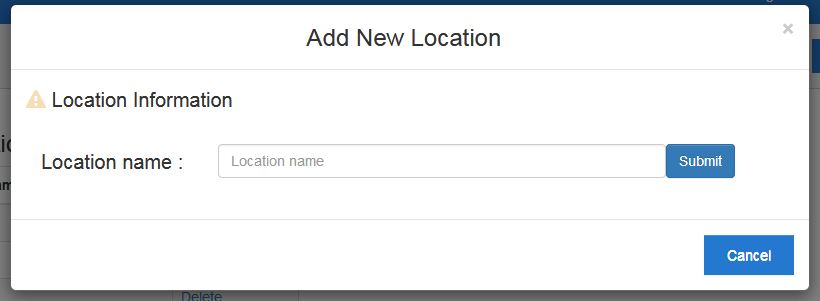 Add New Location
×
Location Information
Location name :
Location name
Submit
Cancel
Delete